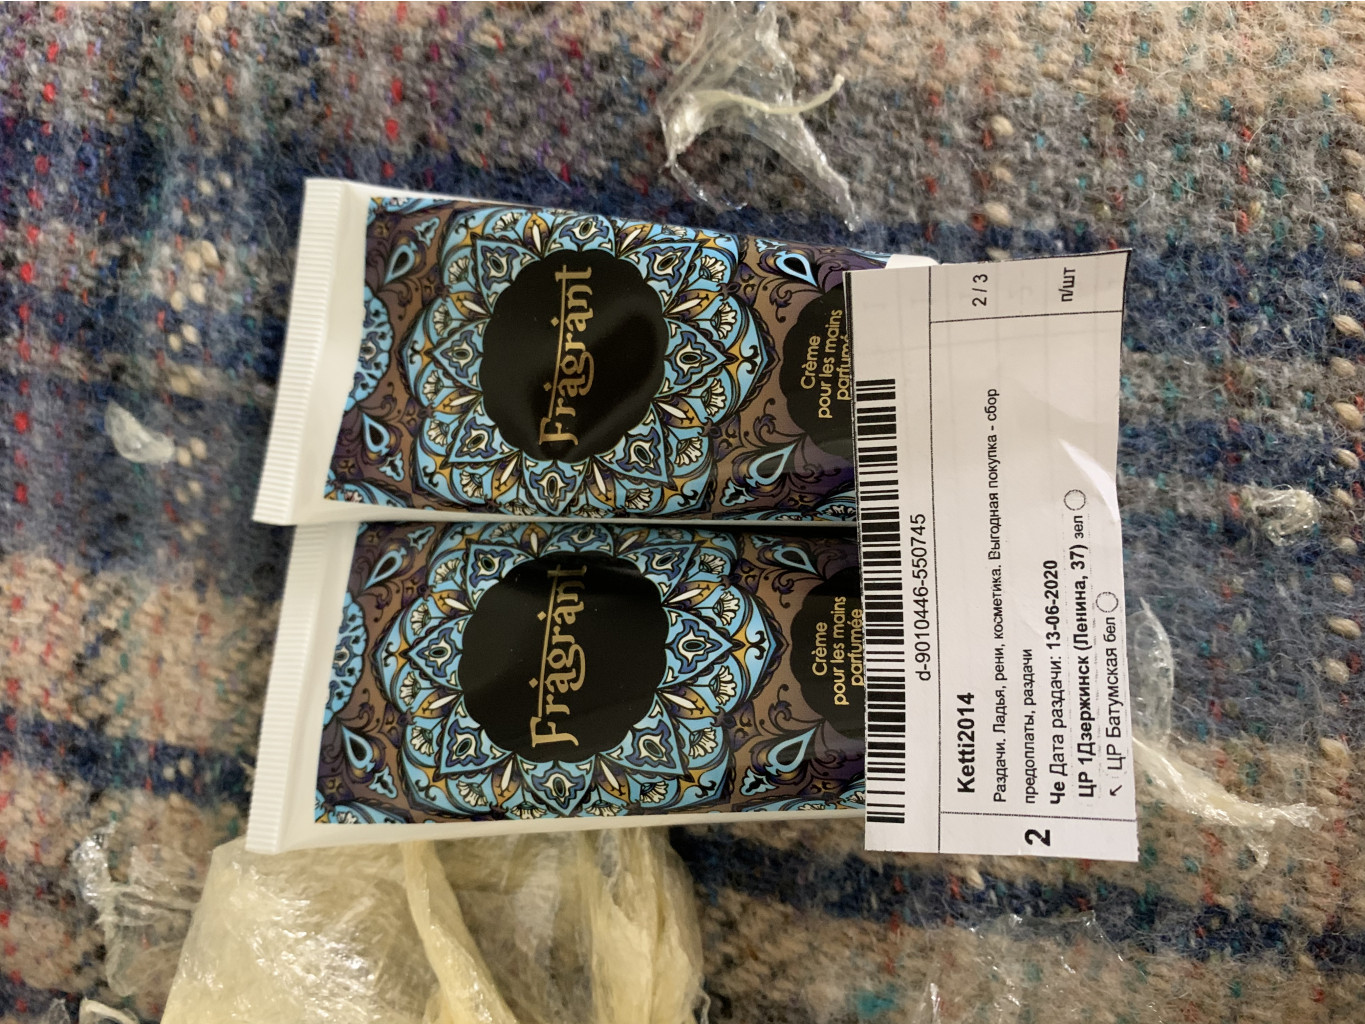 Fragrant
Crème
pour les mains
parfumée
Fragrant
Crème
pour les mains
parfumée
d-9010446-550745
Ketti2014
2 / 3
Раздачи. Ладья, рени, косметика. Выгодная покупка - сбор
предоплаты, раздачи
2
Че Дата раздачи: 13-06-2020
п/шт
ЦР 1Дзержинск (Ленина, 37) зел
ЦР Батумская бел